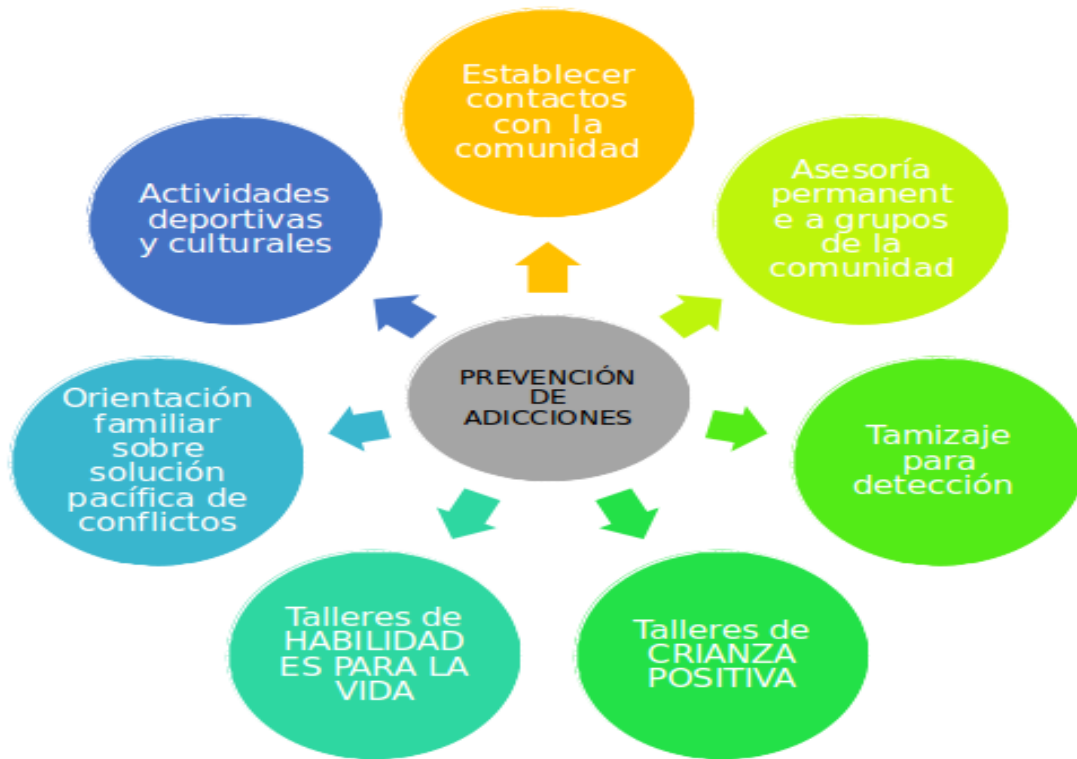 Establecer
contactos
con la
comunidad
Asesoría
permanent
e a grupos
de la
comunidad
Tamizaje
para
detección
Talleres de
CRIANZA
POSITIVA
Talleres de
HABILIDAD
ES PARA LA
VIDA
Orientación
familiar
sobre
solución
pacífica de
conflictos
Actividades
deportivas
y culturales
PREVENCIÓN
DE
ADICCIONES